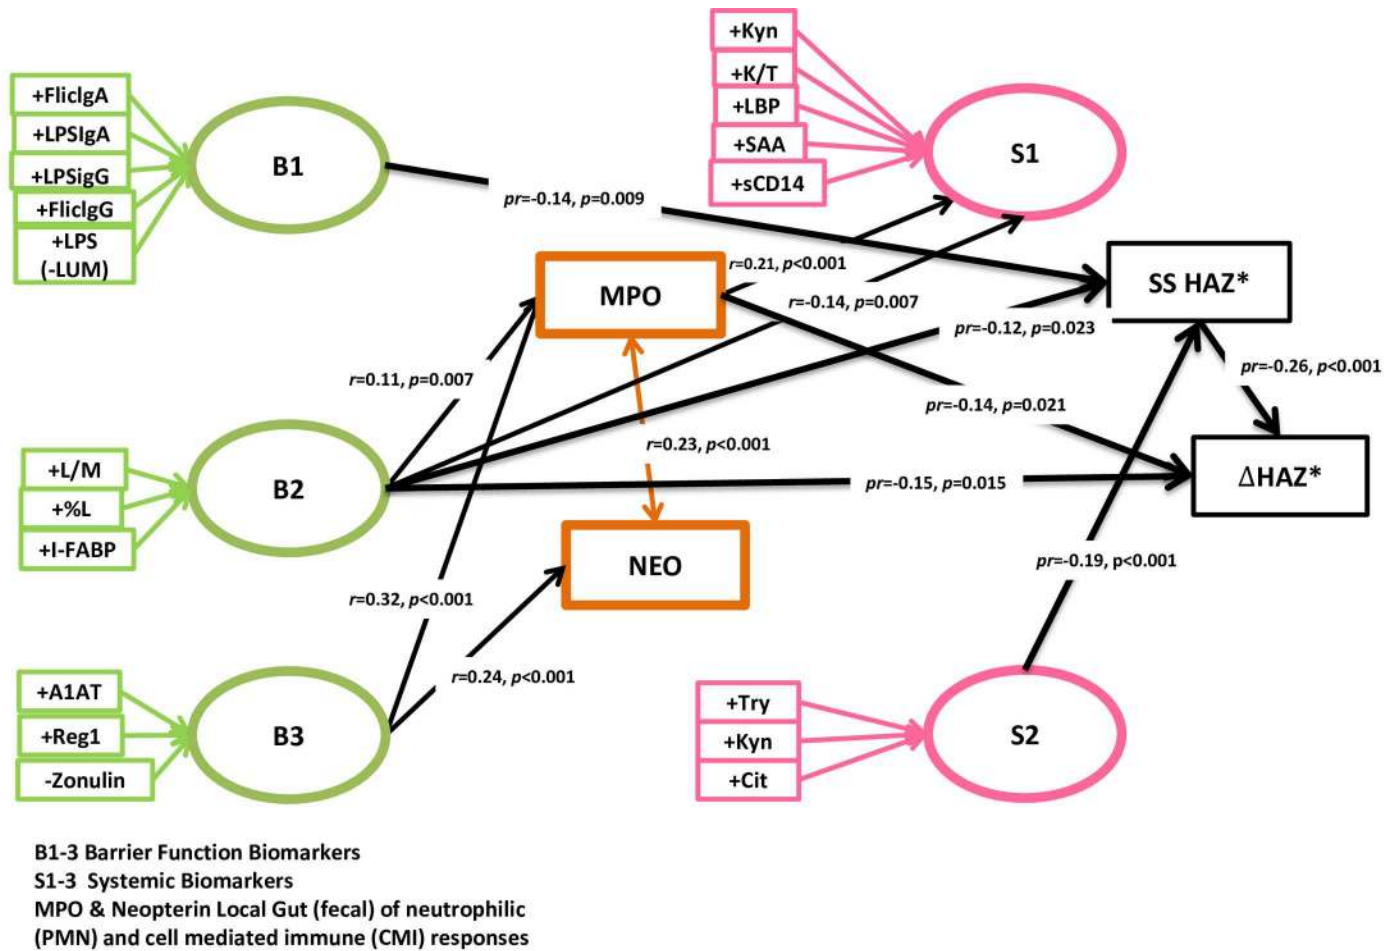 +FlicIgA
+LPSIgA
+LPSigG
+FlicIgG
+LPS
(-LUM)
B1
+Kyn
+K/T
+LBP
+SAA
+sCD14
S1
pr=-0.14, p=0.009
MPO
r=0.21, p<0.001
r=-0.14, p=0.007
SS HAZ*
pr=-0.12, p=0.023
pr=-0.26, p<0.001
r=0.11, p=0.007
pr=-0.14, p=0.021
r=0.23, p<0.001
+L/M
+%L
+I-FABP
B2
pr=-0.15, p=0.015
ΔHAZ*
NEO
pr=-0.19, p<0.001
r=0.32, p<0.001
r=0.24, p<0.001
+A1AT
+Reg1
-Zonulin
B3
+Try
+Kyn
+Cit
S2
B1-3 Barrier Function Biomarkers
S1-3 Systemic Biomarkers
MPO & Neopterin Local Gut (fecal) of neutrophilic
(PMN) and cell mediated immune (CMI) responses